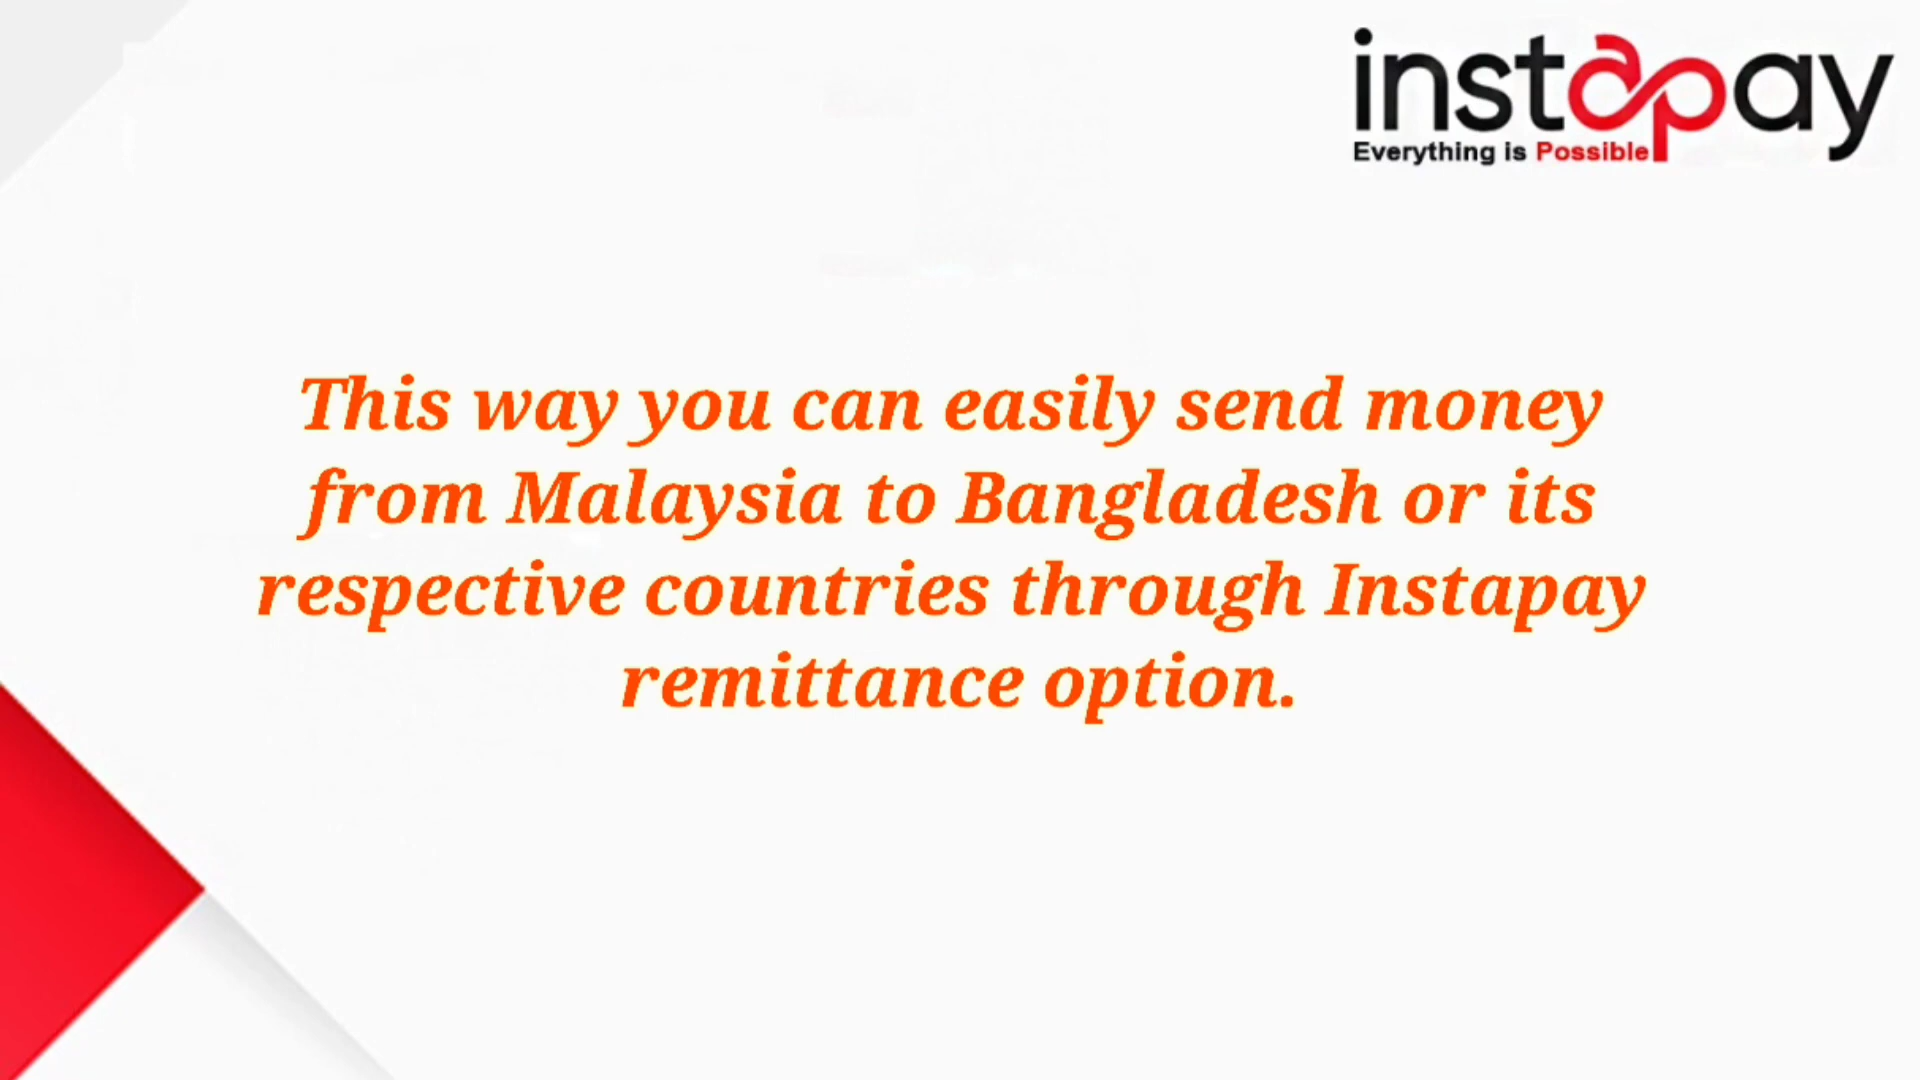 instapay
Everything is Possible
This way you can easily send money
from Malaysia to Bangladesh or its
respective countries through Instapay
remittance option.